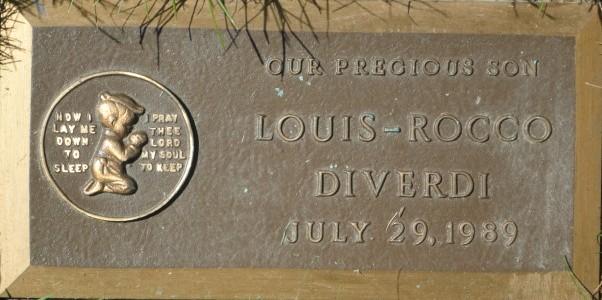 NOW I
LAY ME
DOWN
TO
SLEEP
I PRAY
THEE
LORD
MY SOUL
TO KEEP
OUR PRECIOUS SON
LOUIS-ROCCO
DIVERDI
JULY 29, 1989